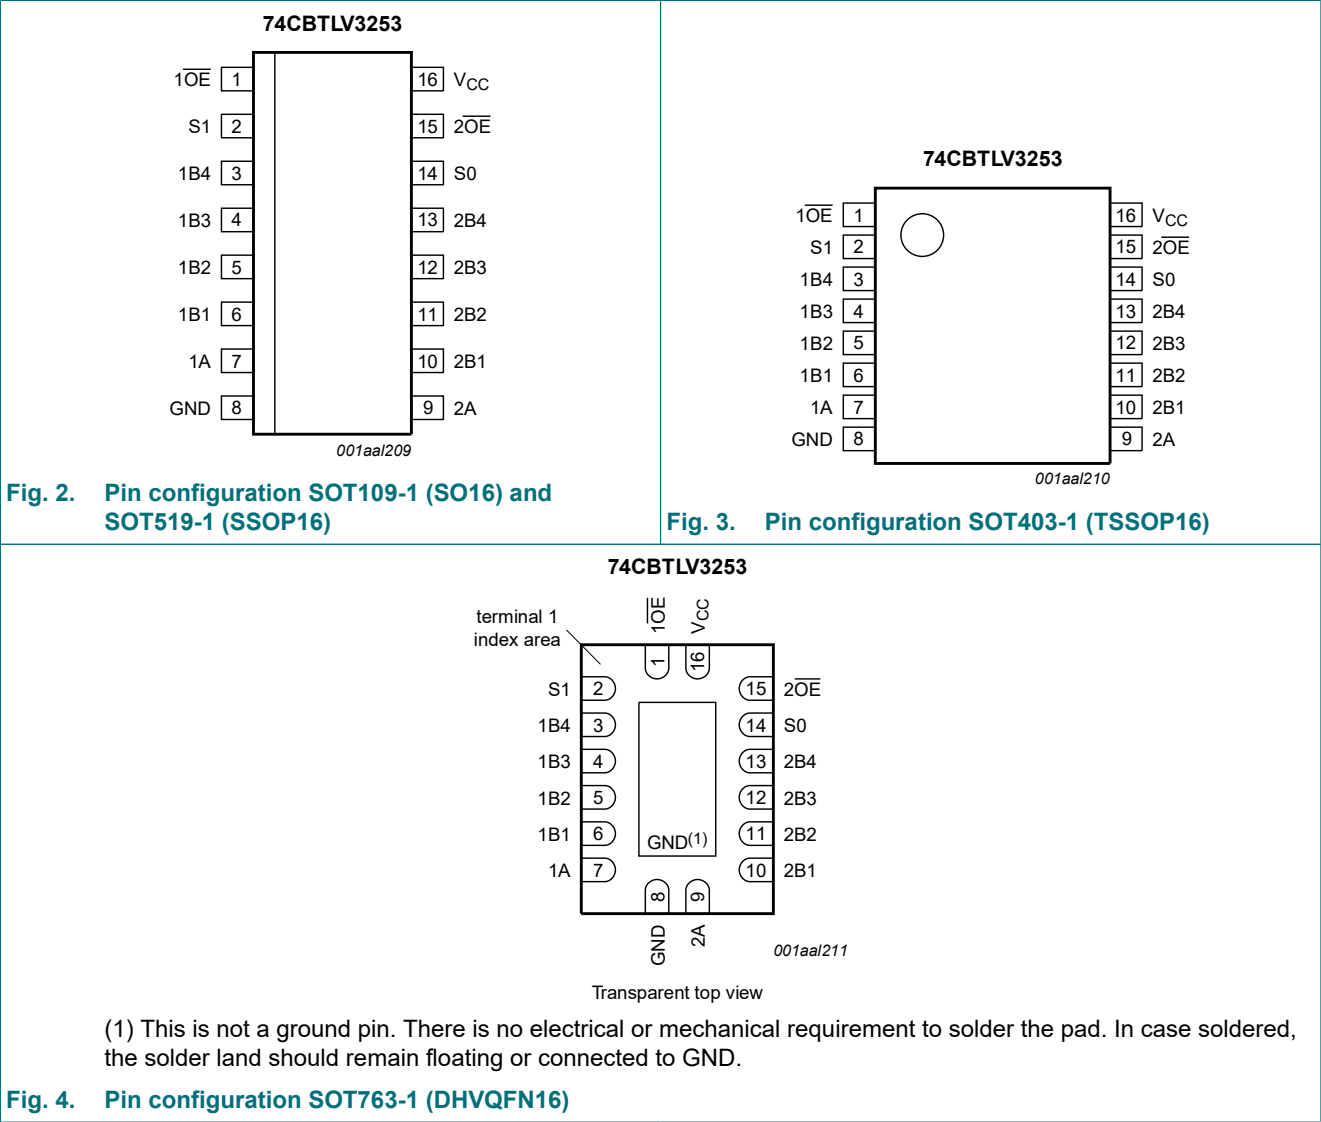 74CBTLV3253
1OE 1
16 VCC
S1 2
15 2OE
1B4 3
14 S0
1B3 4
13 2B4
1B2 5
12 2B3
1B1 6
11 2B2
1A 7
10 2B1
GND 8
9 2A
001aal209
Fig. 2. Pin configuration SOT109-1 (SO16) and
SOT519-1 (SSOP16)
74CBTLV3253
1OE 1
16 VCC
S1 2
15 2OE
1B4 3
14 S0
1B3 4
13 2B4
1B2 5
12 2B3
1B1 6
11 2B2
1A 7
10 2B1
GND 8
9 2A
001aal210
Fig. 3. Pin configuration SOT403-1 (TSSOP16)
74CBTLV3253
terminal 1
index area
1OE
VCC
1
16
S1 2
15 2OE
1B4 3
14 S0
1B3 4
13 2B4
1B2 5
12 2B3
1B1 6
11 2B2
GND(1)
1A 7
10 2B1
8
9
GND
2A
001aal211
Transparent top view
(1) This is not a ground pin. There is no electrical or mechanical requirement to solder the pad. In case soldered,
the solder land should remain floating or connected to GND.
Fig. 4. Pin configuration SOT763-1 (DHVQFN16)